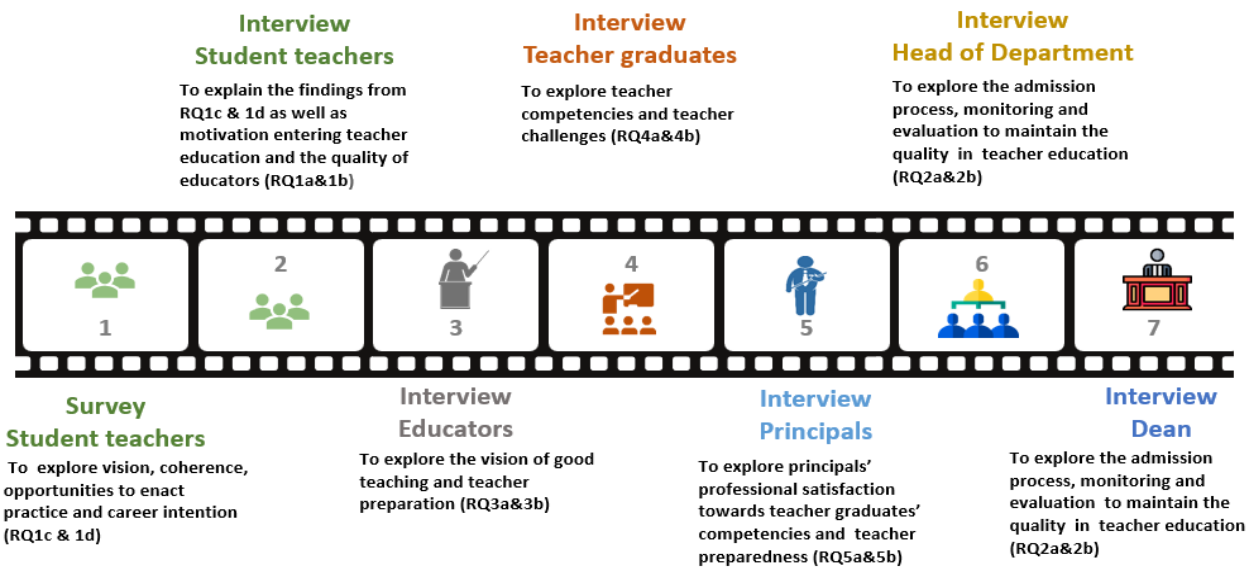 Interview
Student teachers
To explain the findings from
RQ1c & 1d as well as
motivation entering teacher
education and the quality of
educators (RQ1a&1b)
Interview
Teacher graduates
To explore teacher
competencies and teacher
challenges (RQ4a&4b)
Interview
Head of Department
To explore the admission
process, monitoring and
evaluation to maintain the
quality in teacher education
(RQ2a&2b)
1
2
3
4
5
6
7
Survey
Student teachers
To explore vision, coherence,
opportunities to enact
practice and career intention
(RQ1c & 1d)
Interview
Educators
To explore the vision of good
teaching and teacher
preparation (RQ3a&3b)
Interview
Principals
To explore principals'
professional satisfaction
towards teacher graduates'
competencies and teacher
preparedness (RQ5a&5b)
Interview
Dean
To explore the admission
process, monitoring and
evaluation to maintain the
quality in teacher education
(RQ2a&2b)